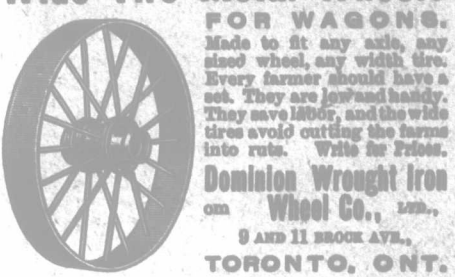 FOR WAGONS.
Made to fit any axle, any
sized wheel, any width tire.
Every farmer should have a
set. They are low and handy.
They save labor, and the wide
tires avoid cutting the farms
into ruts. Write for Prices.
Dominion Wrought Iron
om Wheel Co., LTD.,
9 AND 11 BROCK AVE.,
TORONTO, ONT.